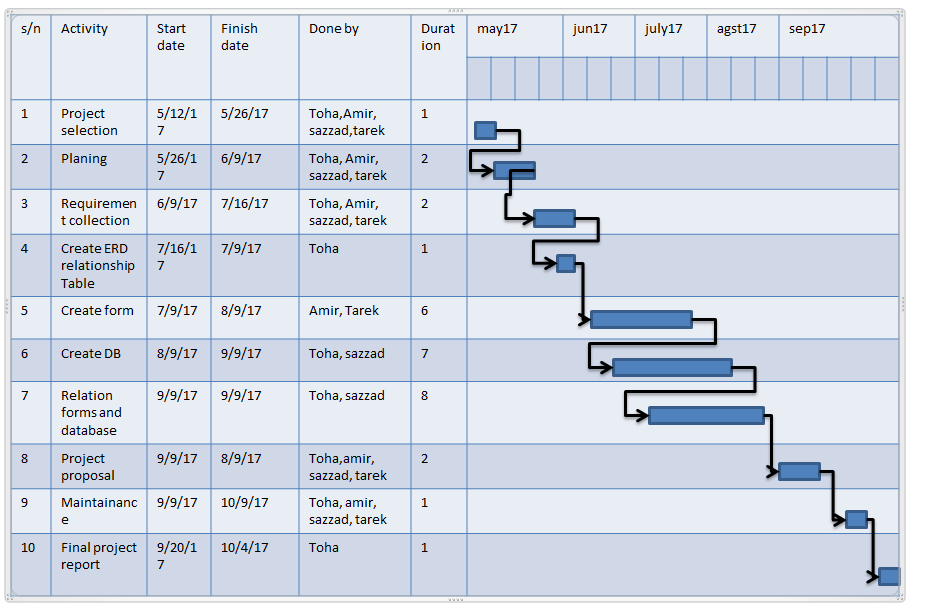 s/n Activity Start date Finish date Done by Durat ion may17 jun17 july17 agst17 sep17
1 Project selection 5/12/1 7 5/26/17 Toha,Amir, sazzad,tarek 1
2 Planing 5/26/1 7 6/9/17 Toha, Amir, sazzad, tarek 2
3 Requiremen t collection 6/9/17 7/16/17 Toha, Amir, sazzad, tarek 2
4 Create ERD relationship Table 7/16/1 7 7/9/17 Toha 1
5 Create form 7/9/17 8/9/17 Amir, Tarek 6
6 Create DB 8/9/17 9/9/17 Toha, sazzad 7
7 Relation forms and database 9/9/17 9/9/17 Toha, sazzad 8
8 Project proposal 9/9/17 8/9/17 Toha,amir, sazzad, tarek 2
9 Maintainanc e 9/9/17 10/9/17 Toha, amir, sazzad, tarek 1
10 Final project report 9/20/1 7 10/4/17 Toha 1